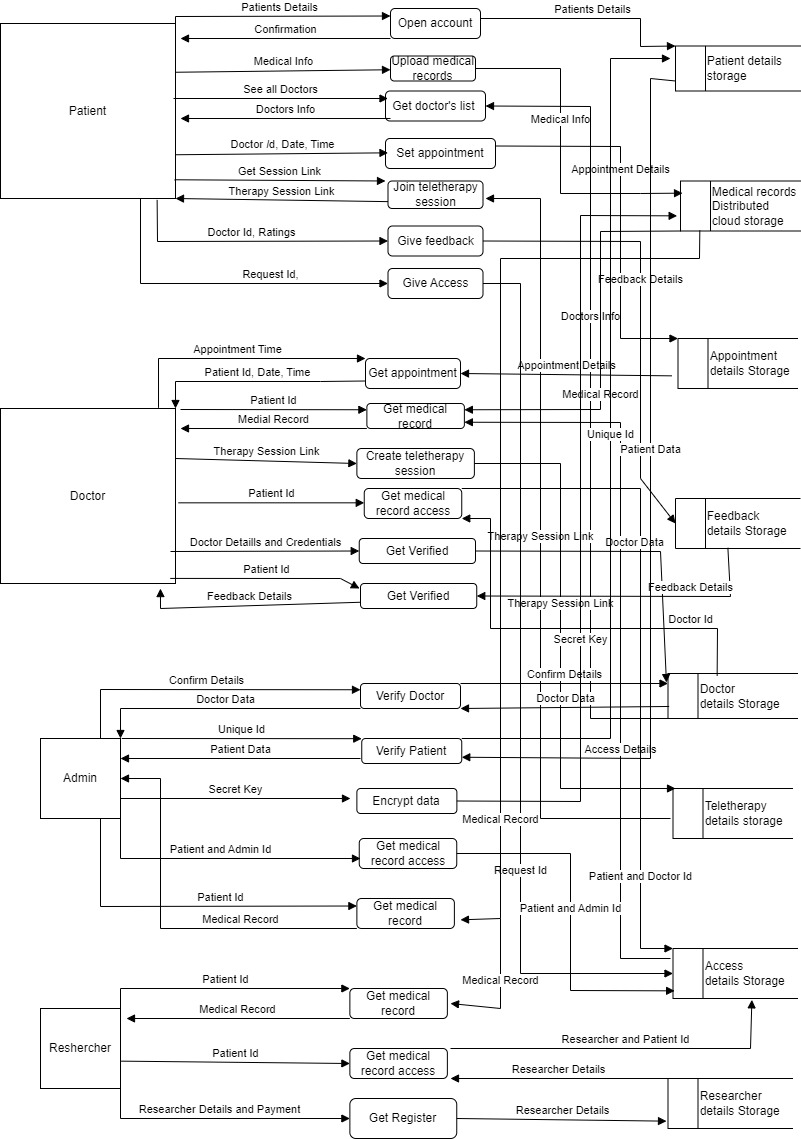 Patients Details
Patients Details
Open account
Confirmation
Patient details
storage
Medical Info
Upload medical
records
See all Doctors
Patient
Get doctor's list
Doctors Info
Medical Info
Doctor /d, Date, Time
Set appointment
Appointment Details
Get Session Link
Join teletherapy
session
Therapy Session Link
Medical records
Distributed
cloud storage
Doctor Id, Ratings
Give feedback
Request Id,
Give Access
Feedback Details
Doctors Info
Appointment Time
Appointment
details Storage
Appointment Details
Patient Id, Date, Time
Get appointment
Medical Record
Patient Id
Get medical
record
Medial Record
Unique Id
Patient Data
Therapy Session Link
Create teletherapy
session
Doctor
Patient Id
Get medical
record access
Feedback
details Storage
Therapy Session Link
Doctor Data
Doctor Detaills and Credentials
Get Verified
Patient Id
Feedback Details
Get Verified
Feedback Details
Therapy Session Link
Doctor Id
Secret Key
Confirm Details
Confirm Details
Verify Doctor
Doctor Data
Doctor Data
Doctor
details Storage
Unique Id
Patient Data
Verify Patient
Access Details
Admin
Secret Key
Encrypt data
Teletherapy
details storage
Medical Record
Patient and Admin Id
Get medical
record access
Request Id
Patient and Doctor Id
Patient Id
Get medical
record
Patient and Admin Id
Medical Record
Access
details Storage
Patient Id
Medical Record
Get medical
record
Medical Record
Reshercher
Researcher and Patient Id
Patient Id
Get medical
record access
Researcher Details
Researcher
details Storage
Researcher Details and Payment
Get Register
Researcher Details